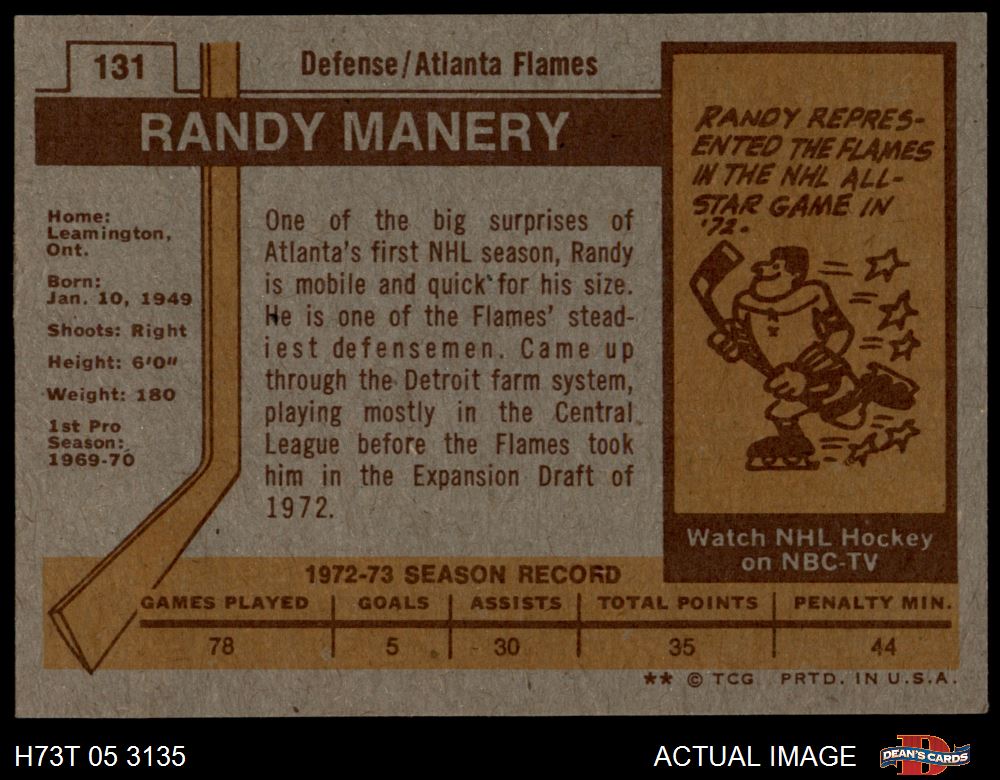 131
Defense/Atlanta Flames
RANDY MANERY
Home:
Leamington,
Ont.
Born:
Jan. 10, 1949
Shoots: Right
Height: 6'0"
Weight: 180
1st Pro
Season:
1969-70
One of the big surprises of
Atlanta's first NHL season, Randy
is mobile and quick for his size.
He is one of the Flames' stead-
iest defensemen. Came up
through the Detroit farm system,
playing mostly in the Central
League before the Flames took
him in the Expansion Draft of
1972.
RANDY REPRES-
ENTED THE FLAMES
IN THE NHL ALL-
STAR GAME IN
'72.
Watch NHL Hockey
on NBC-TV
1972-73 SEASON RECORD
GAMES PLAYED GOALS ASSISTS TOTAL POINTS PENALTY MIN.
78 5 30 35 44
** © TCG PRTD. IN U.S.A.
H73T 05 3135 ACTUAL IMAGE DEAN'S CARDS